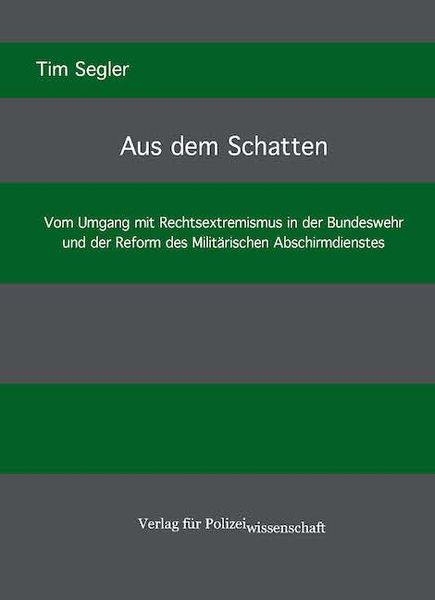 Tim Segler
Aus dem Schatten
Vom Umgang mit Rechtsextremismus in der Bundeswehr
und der Reform des Militärischen Abschirmdienstes
Verlag für Polizeiwissenschaft